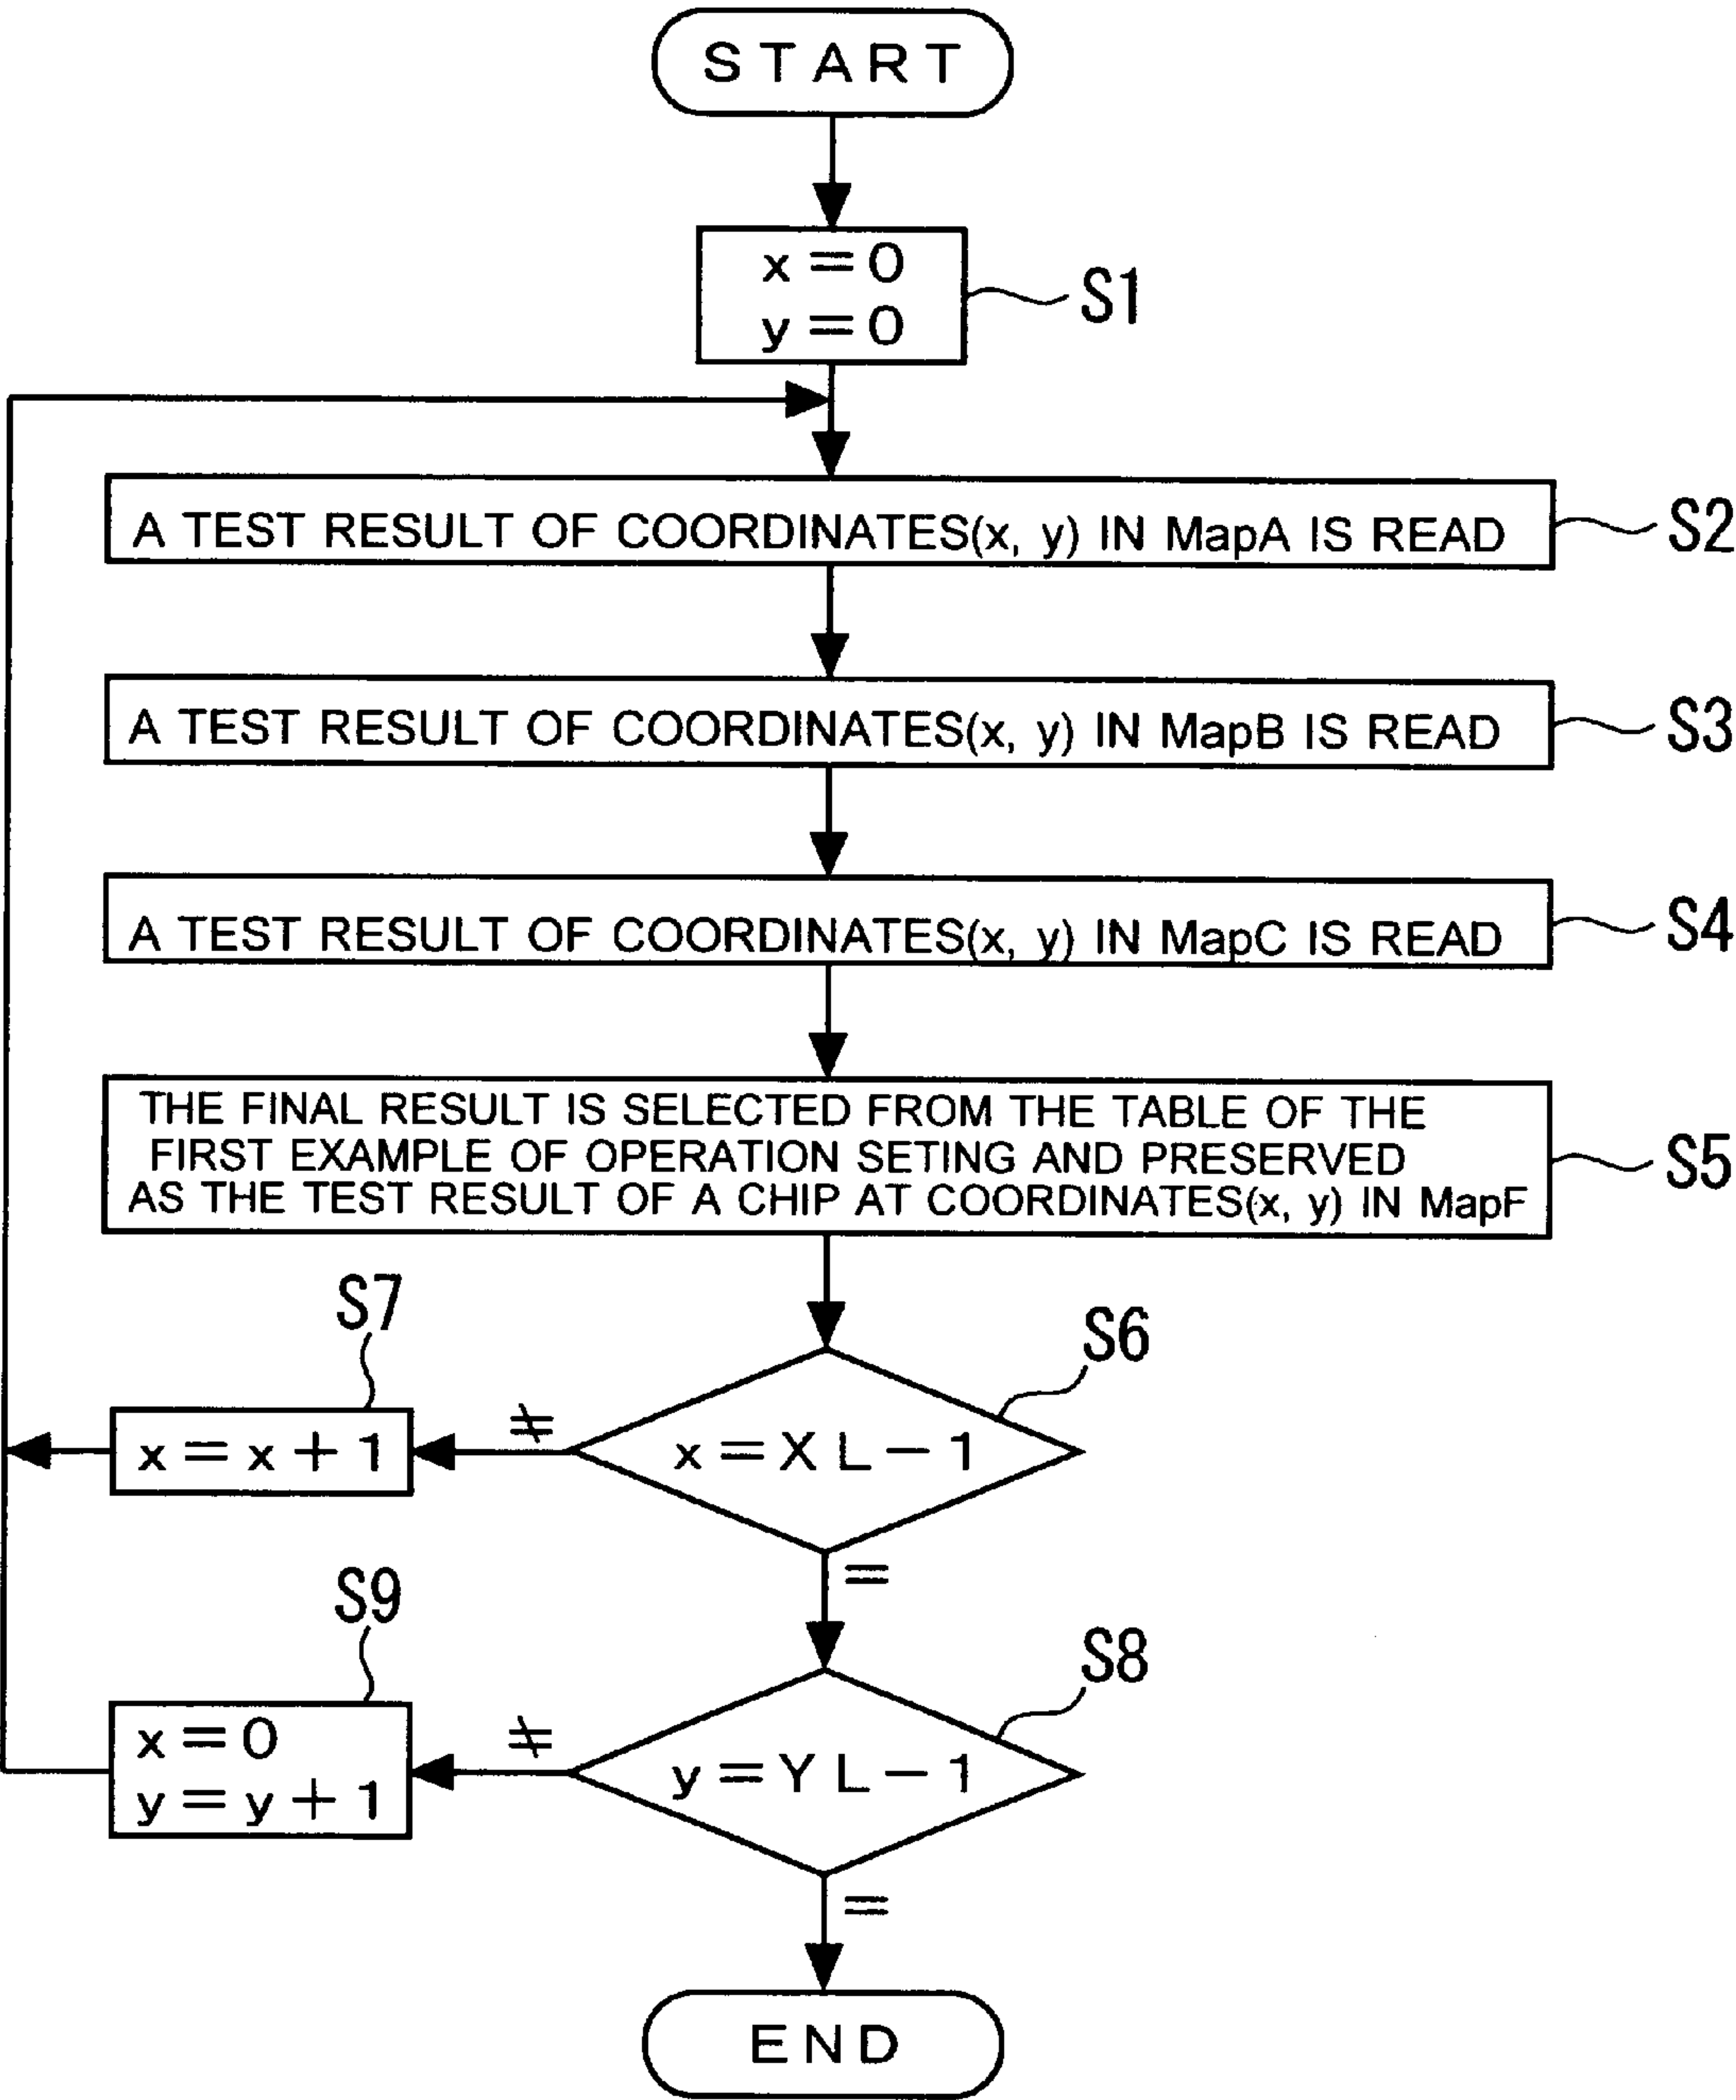 START
x=0
y=0
S1
A TEST RESULT OF COORDINATES(x, y) IN MapA IS READ
S2
A TEST RESULT OF COORDINATES(x, y) IN MapB IS READ
S3
A TEST RESULT OF COORDINATES(x, y) IN MapC IS READ
S4
THE FINAL RESULT IS SELECTED FROM THE TABLE OF THE
FIRST EXAMPLE OF OPERATION SETING AND PRESERVED
AS THE TEST RESULT OF A CHIP AT COORDINATES(x, y) IN MapF
S5
S7
S6
x=x+1
≠
x=XL-1
=
S9
S8
x=0
y=y+1
≠
y=YL-1
=
END